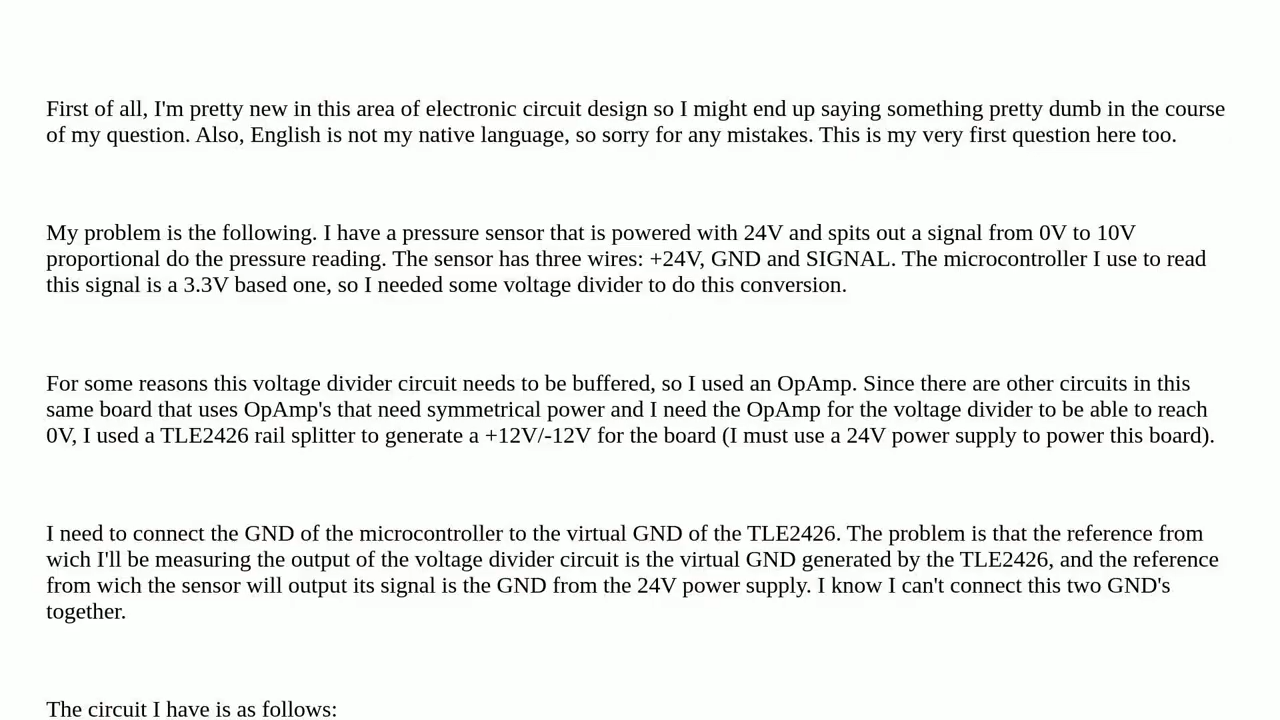 First of all, I'm pretty new in this area of electronic circuit design so I might end up saying something pretty dumb in the course
of my question. Also, English is not my native language, so sorry for any mistakes. This is my very first question here too.
My problem is the following. I have a pressure sensor that is powered with 24V and spits out a signal from 0V to 10V
proportional do the pressure reading. The sensor has three wires: +24V, GND and SIGNAL. The microcontroller I use to read
this signal is a 3.3V based one, so I needed some voltage divider to do this conversion.
For some reasons this voltage divider circuit needs to be buffered, so I used an OpAmp. Since there are other circuits in this
same board that uses OpAmp's that need symmetrical power and I need the OpAmp for the voltage divider to be able to reach
0V, I used a TLE2426 rail splitter to generate a +12V/-12V for the board (I must use a 24V power supply to power this board).
I need to connect the GND of the microcontroller to the virtual GND of the TLE2426. The problem is that the reference from
wich I'll be measuring the output of the voltage divider circuit is the virtual GND generated by the TLE2426, and the reference
from wich the sensor will output its signal is the GND from the 24V power supply. I know I can't connect this two GND's
together.
The circuit I have is as follows: